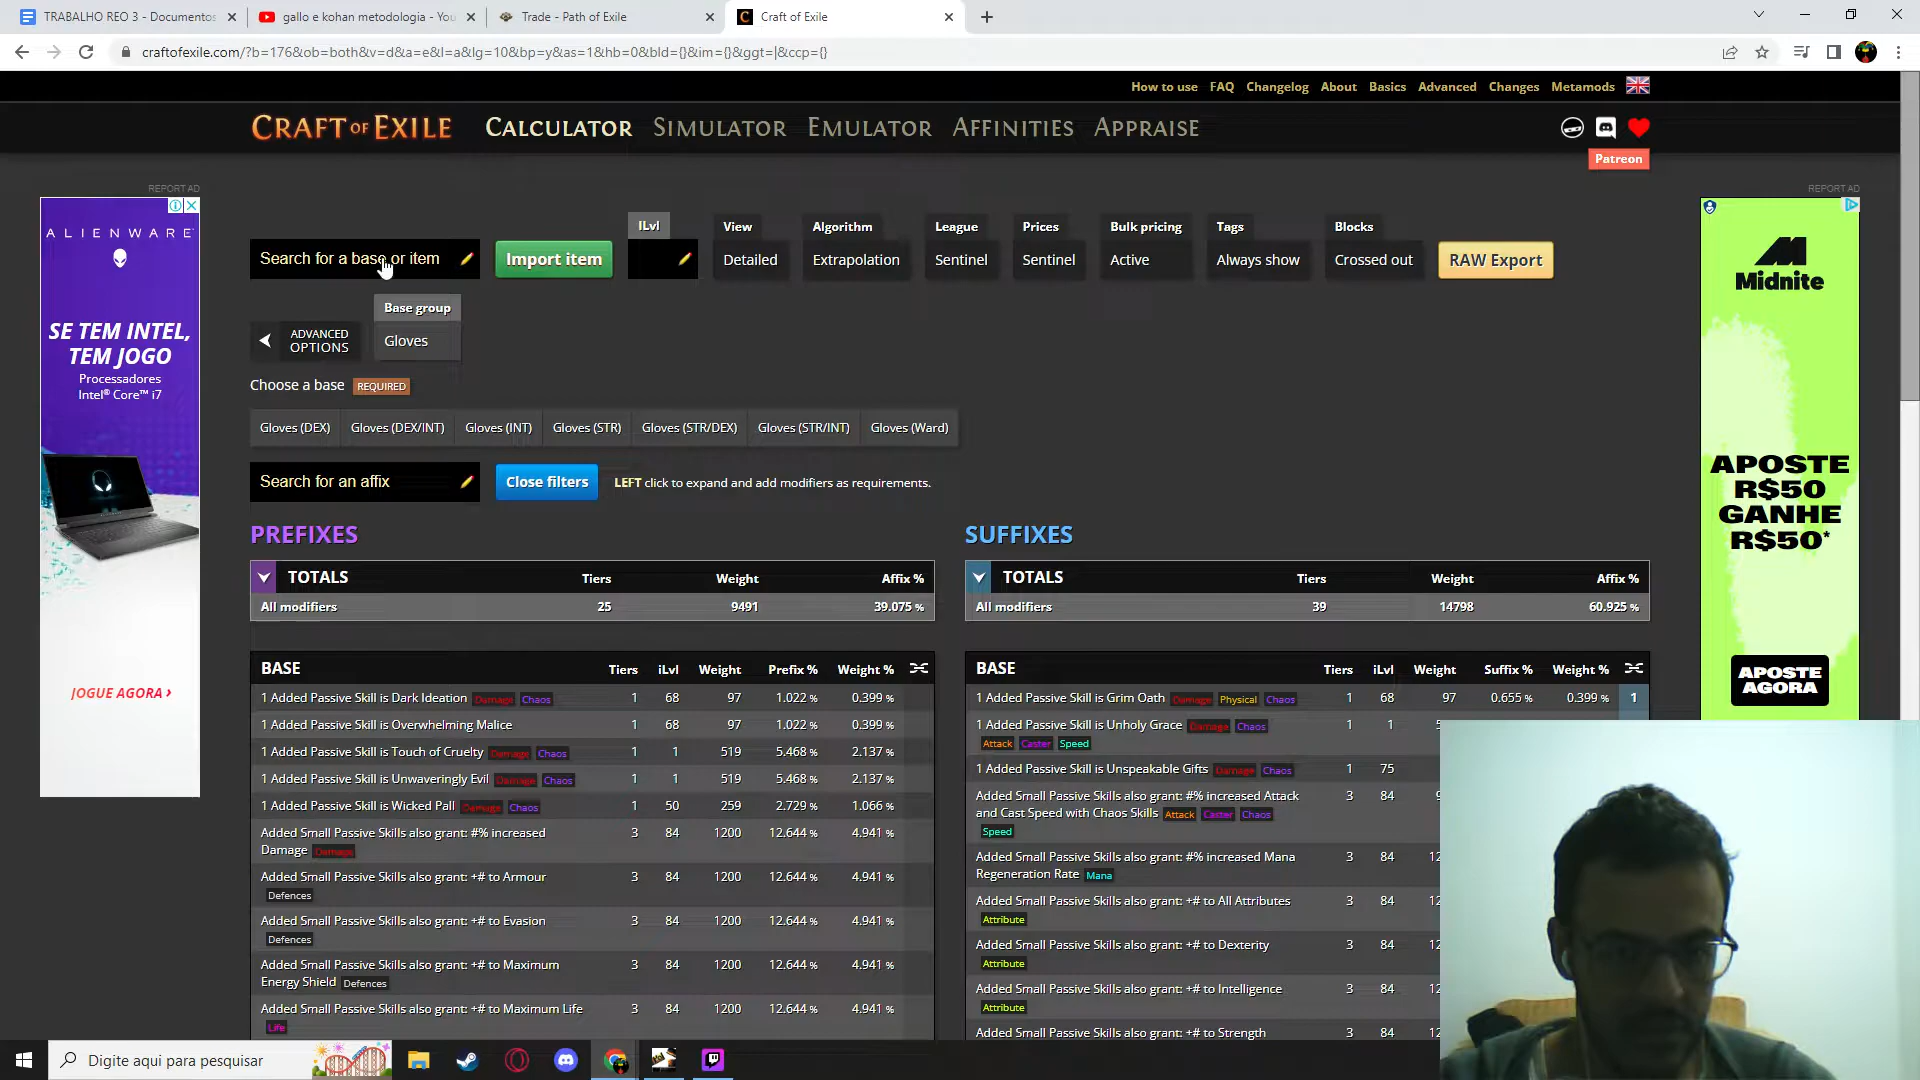 TRABALHO REO 3 - Documentos
gallo e kohan metodologia - You
Trade - Path of Exile
Craft of Exile
craftofexile.com/?b=176&ob=both&v=d&a=e&l=a&lg=10&bp=y&as=1&hb=0&bld={}&im={}&ggt=|&ccp={}
How to use FAQ Changelog About Basics Advanced Changes Metamods
CRAFT OF EXILE CALCULATOR SIMULATOR EMULATOR AFFINITIES APPRAISE
Patreon
REPORT AD
REPORT AD
ALIENWARE
SE TEM INTEL,
TEM JOGO
Processadores
Intel® Core™ i7
JOGUE AGORA ›
Search for a base or item
Import item
ILvl
View
Detailed
Algorithm
Extrapolation
League
Sentinel
Prices
Sentinel
Bulk pricing
Active
Tags
Always show
Blocks
Crossed out
RAW Export
ADVANCED
OPTIONS
Base group
Gloves
Choose a base REQUIRED
Gloves (DEX) Gloves (DEX/INT) Gloves (INT) Gloves (STR) Gloves (STR/DEX) Gloves (STR/INT) Gloves (Ward)
Search for an affix
Close filters
LEFT click to expand and add modifiers as requirements.
PREFIXES
TOTALS Tiers Weight Affix %
All modifiers 25 9491 39.075 %
BASE Tiers iLvl Weight Prefix % Weight %
1 Added Passive Skill is Dark Ideation Damage Chaos 1 68 97 1.022 % 0.399 %
1 Added Passive Skill is Overwhelming Malice 1 68 97 1.022 % 0.399 %
1 Added Passive Skill is Touch of Cruelty Damage Chaos 1 1 519 5.468 % 2.137 %
1 Added Passive Skill is Unwaveringly Evil Damage Chaos 1 1 519 5.468 % 2.137 %
1 Added Passive Skill is Wicked Pall Damage Chaos 1 50 259 2.729 % 1.066 %
Added Small Passive Skills also grant: #% increased 3 84 1200 12.644 % 4.941 %
Damage Damage
Added Small Passive Skills also grant: +# to Armour 3 84 1200 12.644 % 4.941 %
Defences
Added Small Passive Skills also grant: +# to Evasion 3 84 1200 12.644 % 4.941 %
Defences
Added Small Passive Skills also grant: +# to Maximum 3 84 1200 12.644 % 4.941 %
Energy Shield Defences
Added Small Passive Skills also grant: +# to Maximum Life 3 84 1200 12.644 % 4.941 %
Life
SUFFIXES
TOTALS Tiers Weight Affix %
All modifiers 39 14798 60.925 %
BASE Tiers iLvl Weight Suffix % Weight %
1 Added Passive Skill is Grim Oath Damage Physical Chaos 1 68 97 0.655 % 0.399 % 1
1 Added Passive Skill is Unholy Grace Damage Chaos 1 1
Attack Caster Speed
1 Added Passive Skill is Unspeakable Gifts Damage Chaos 1 75
Added Small Passive Skills also grant: #% increased Attack 3 84
and Cast Speed with Chaos Skills Attack Caster Chaos
Speed
Added Small Passive Skills also grant: #% increased Mana 3 84
Regeneration Rate Mana
Added Small Passive Skills also grant: +# to All Attributes 3 84
Attribute
Added Small Passive Skills also grant: +# to Dexterity 3 84
Attribute
Added Small Passive Skills also grant: +# to Intelligence 3 84
Attribute
Added Small Passive Skills also grant: +# to Strength 3 84
Midnite
APOSTE
R$50
GANHE
R$50*
APOSTE
AGORA
Digite aqui para pesquisar